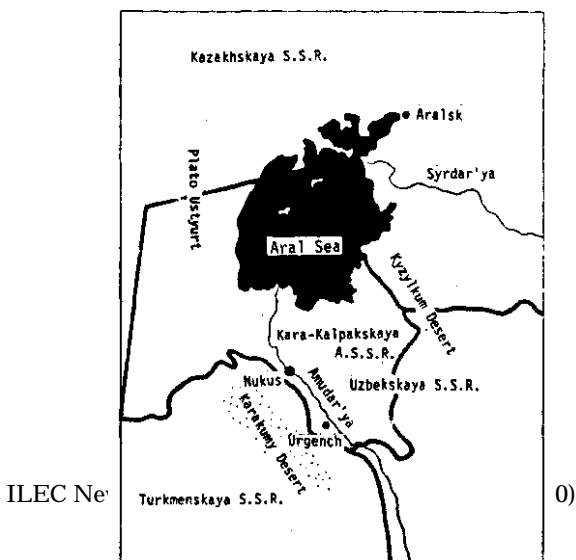 Kazakhskaya S.S.R.
Aralsk
Plato Ustyurt
Syrdar'ya
Aral Sea
Kyzylkum Desert
Kara-Kalpakskaya
A.S.S.R.
Nukus
Amudar'ya
Uzbekskaya S.S.R.
Karakumy Desert
Urgench
ILEC
0)
Turkmenskaya S.S.R.